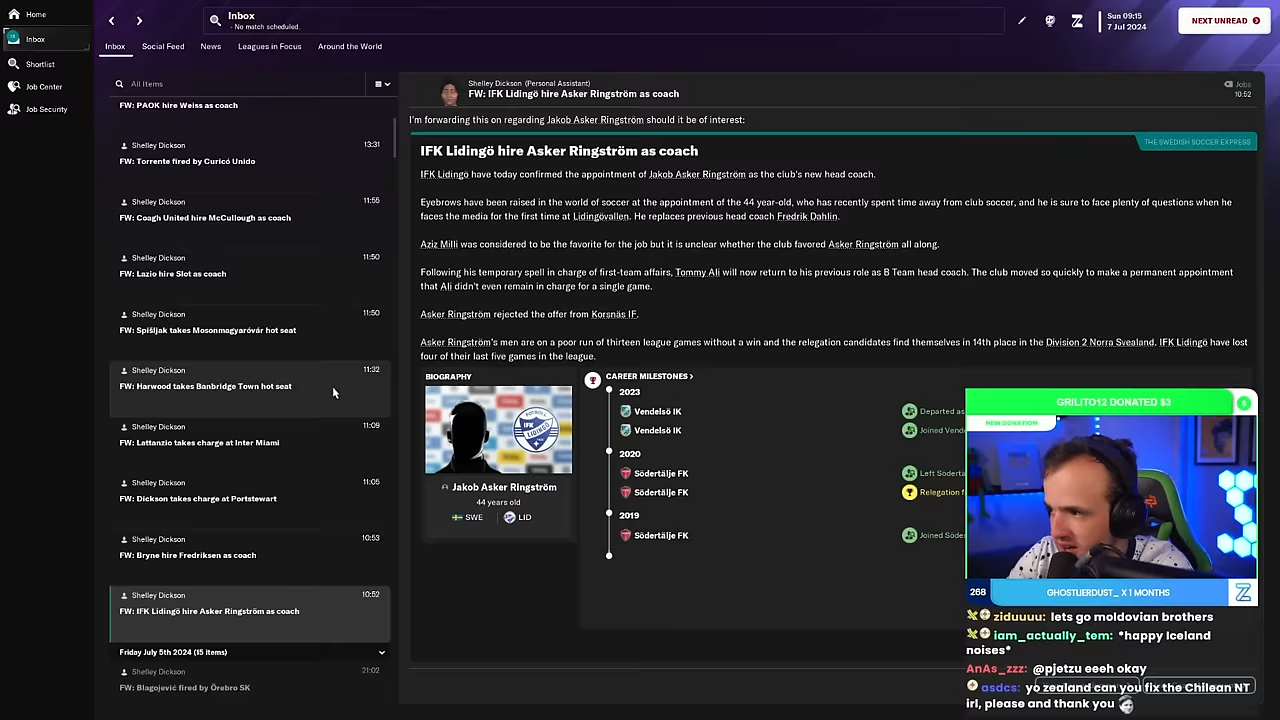 Home
Inbox
Shortlist
Job Center
Job Security
Inbox
- No match scheduled.
Sun 09:15
7 Jul 2024
NEXT UNREAD
Inbox
Social Feed
News
Leagues in Focus
Around the World
All Items
FW: PAOK hire Weiss as coach
Shelley Dickson 13:31
FW: Torrente fired by Curicó Unido
Shelley Dickson 11:55
FW: Coagh United hire McCullough as coach
Shelley Dickson 11:50
FW: Lazio hire Slot as coach
Shelley Dickson 11:50
FW: Spišljak takes Mosonmagyaróvár hot seat
Shelley Dickson 11:32
FW: Harwood takes Banbridge Town hot seat
Shelley Dickson 11:09
FW: Lattanzio takes charge at Inter Miami
Shelley Dickson 11:05
FW: Dickson takes charge at Portstewart
Shelley Dickson 10:53
FW: Bryne hire Fredriksen as coach
Shelley Dickson 10:52
FW: IFK Lidingö hire Asker Ringström as coach
Friday July 5th 2024 (15 items)
Shelley Dickson 21:02
FW: Blagojević fired by Örebro SK
Shelley Dickson (Personal Assistant)
FW: IFK Lidingö hire Asker Ringström as coach
Jobs
10:52
I'm forwarding this on regarding Jakob Asker Ringström should it be of interest:
THE SWEDISH SOCCER EXPRESS
IFK Lidingö hire Asker Ringström as coach
IFK Lidingö have today confirmed the appointment of Jakob Asker Ringström as the club's new head coach.
Eyebrows have been raised in the world of soccer at the appointment of the 44 year-old, who has recently spent time away from club soccer, and he is sure to face plenty of questions when he
faces the media for the first time at Lidingövallen. He replaces previous head coach Fredrik Dahlin.
Aziz Milli was considered to be the favorite for the job but it is unclear whether the club favored Asker Ringström all along.
Following his temporary spell in charge of first-team affairs, Tommy Ali will now return to his previous role as B Team head coach. The club moved so quickly to make a permanent appointment
that Ali didn't even remain in charge for a single game.
Asker Ringström rejected the offer from Korsnäs IF.
Asker Ringström's men are on a poor run of thirteen league games without a win and the relegation candidates find themselves in 14th place in the Division 2 Norra Svealand. IFK Lidingö have lost
four of their last five games in the league.
BIOGRAPHY
Jakob Asker Ringström
44 years old
SWE
LID
CAREER MILESTONES >
2023
Vendelsö IK Departed as
Vendelsö IK Joined Vend
2020
Södertälje FK Left Södertä
Södertälje FK Relegation f
2019
Södertälje FK Joined Söder
GRILITO12 DONATED $3
NEW DONATION
268
GHOSTLIERDUST_ X 1 MONTHS
ziduuuu: lets go moldovian brothers
iam_actually_tem: *happy Iceland
noises*
AnAs_zzz: @pjetzu eeeh okay
asdcs: yo zealand can you fix the Chilean NT
irl, please and thank you